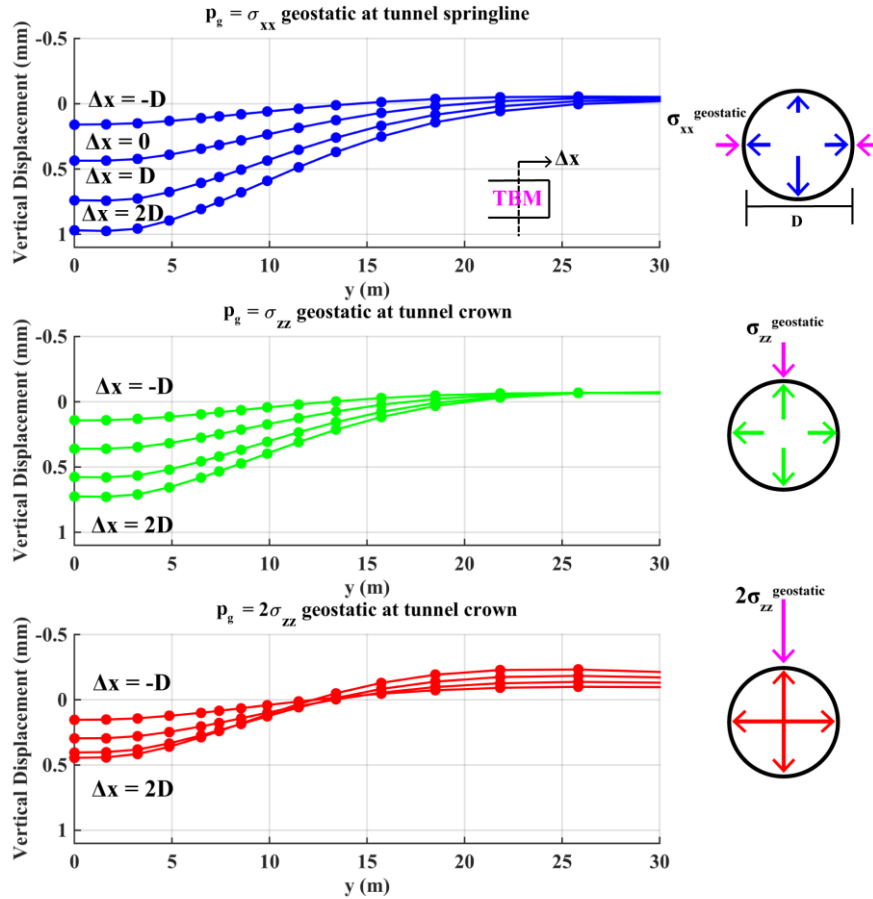 p_g = σ_xx geostatic at tunnel springline
Vertical Displacement (mm)
-0.5
0
0.5
1
Δx = -D
Δx = 0
Δx = D
Δx = 2D
Δx
TBM
0 5 10 15 20 25 30
y (m)
σ_xx^geostatic
D
p_g = σ_zz geostatic at tunnel crown
Vertical Displacement (mm)
-0.5
0
0.5
1
Δx = -D
Δx = 2D
0 5 10 15 20 25 30
y (m)
σ_zz^geostatic
p_g = 2σ_zz geostatic at tunnel crown
Vertical Displacement (mm)
-0.5
0
0.5
1
Δx = -D
Δx = 2D
0 5 10 15 20 25 30
y (m)
2σ_zz^geostatic